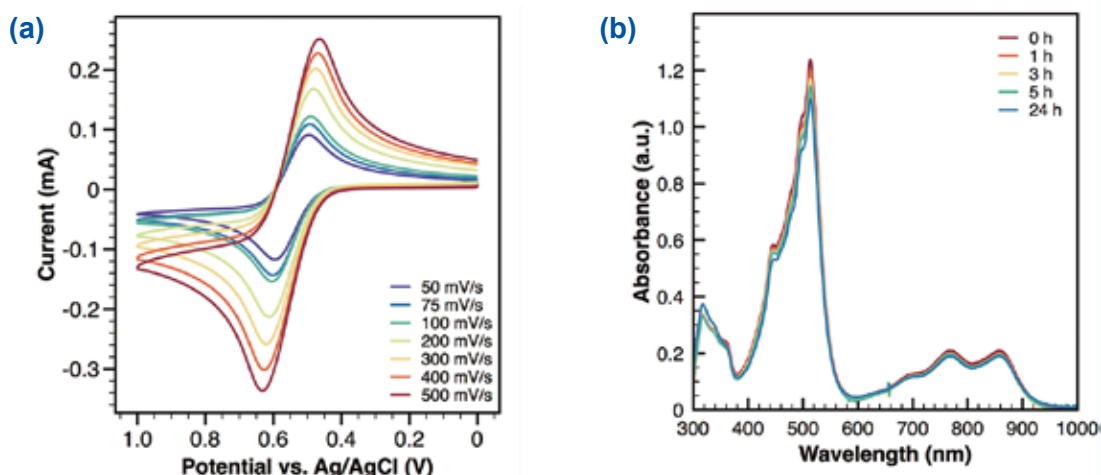 (a)
0.2
0.1
0
-0.1
-0.2
-0.3
Current (mA)
50 mV/s
75 mV/s
100 mV/s
200 mV/s
300 mV/s
400 mV/s
500 mV/s
1.0 0.8 0.6 0.4 0.2 0
Potential vs. Ag/AgCl (V)
(b)
1.2
1.0
0.8
0.6
0.4
0.2
0
Absorbance (a.u.)
0 h
1 h
3 h
5 h
24 h
300 400 500 600 700 800 900 1000
Wavelength (nm)